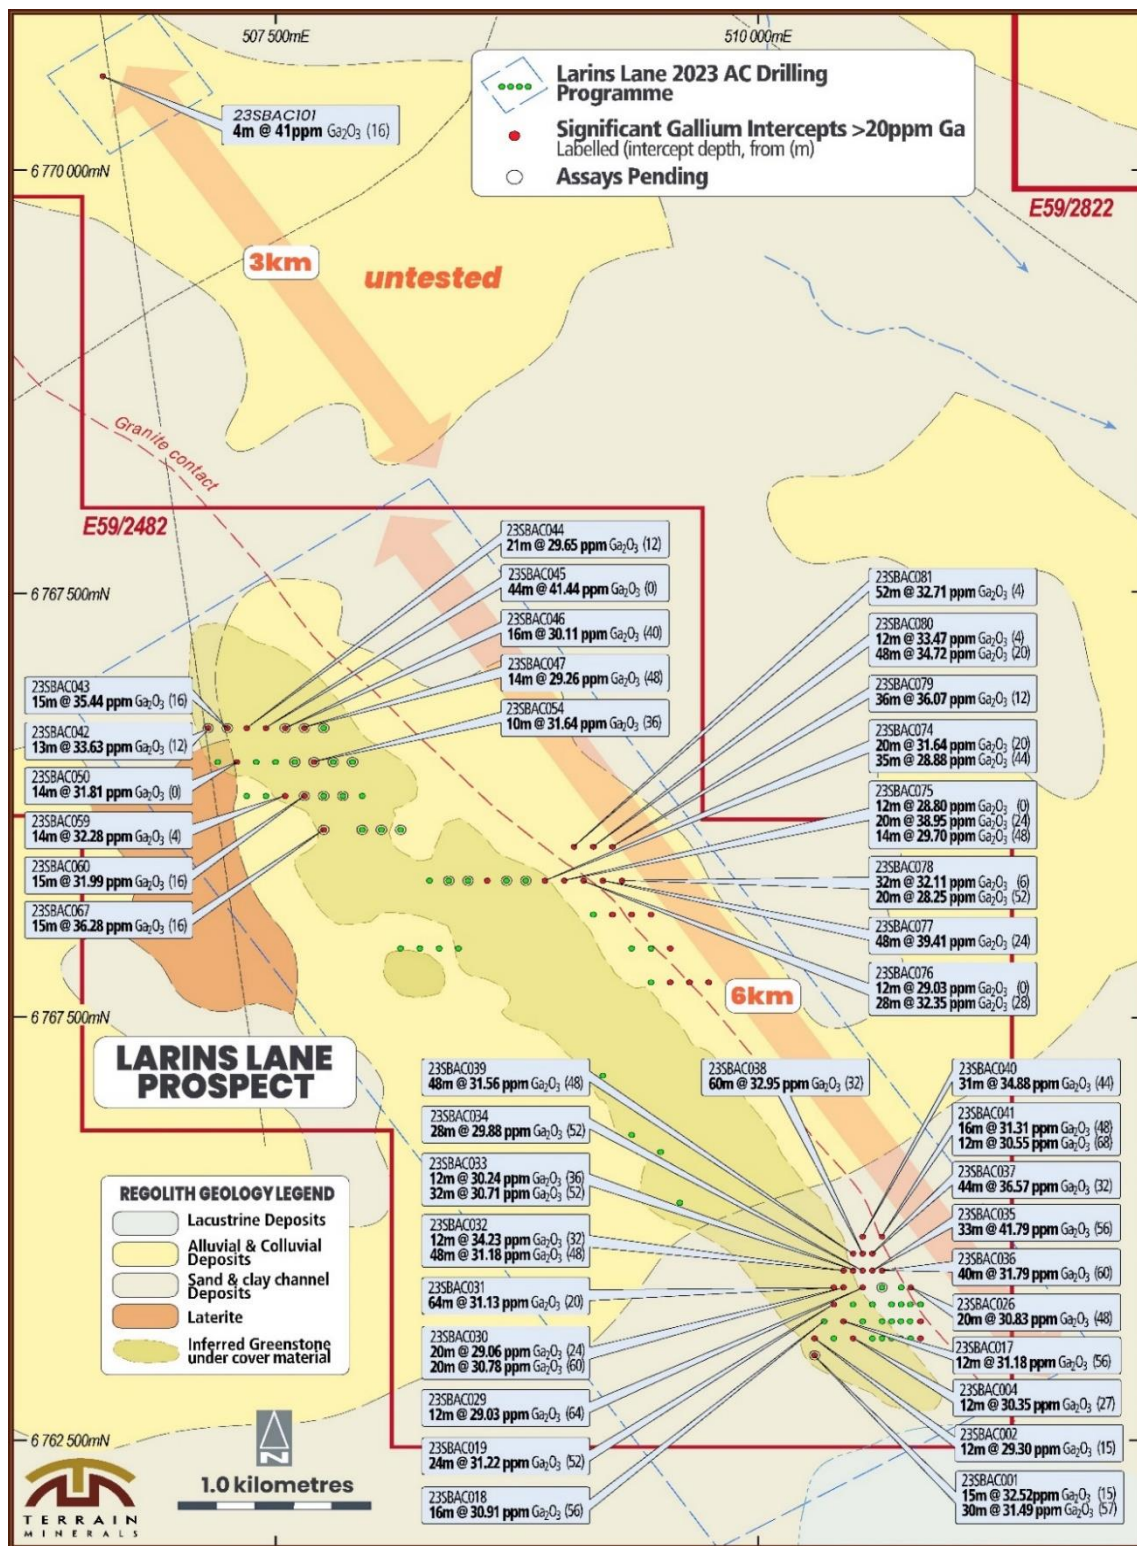 507 500mE
510 000mE
Larins Lane 2023 AC Drilling
Programme
Significant Gallium Intercepts >20ppm Ga
Labelled (intercept depth, from (m)
Assays Pending
23SBAC101
4m @ 41ppm Ga₂O₃ (16)
6 770 000mN
E59/2822
3km
untested
Granite contact
E59/2482
23SBAC044
21m @ 29.65 ppm Ga₂O₃ (12)
23SBAC045
44m @ 41.44 ppm Ga₂O₃ (0)
23SBAC046
16m @ 30.11 ppm Ga₂O₃ (40)
23SBAC047
14m @ 29.26 ppm Ga₂O₃ (48)
23SBAC054
10m @ 31.64 ppm Ga₂O₃ (36)
6 767 500mN
23SBAC081
52m @ 32.71 ppm Ga₂O₃ (4)
23SBAC080
12m @ 33.47 ppm Ga₂O₃ (4)
48m @ 34.72 ppm Ga₂O₃ (20)
23SBAC079
36m @ 36.07 ppm Ga₂O₃ (12)
23SBAC074
20m @ 31.64 ppm Ga₂O₃ (20)
35m @ 28.88 ppm Ga₂O₃ (44)
23SBAC075
12m @ 28.80 ppm Ga₂O₃ (0)
20m @ 38.95 ppm Ga₂O₃ (24)
14m @ 29.70 ppm Ga₂O₃ (48)
23SBAC078
32m @ 32.11 ppm Ga₂O₃ (6)
20m @ 28.25 ppm Ga₂O₃ (52)
23SBAC077
48m @ 39.41 ppm Ga₂O₃ (24)
23SBAC076
12m @ 29.03 ppm Ga₂O₃ (0)
28m @ 32.35 ppm Ga₂O₃ (28)
23SBAC043
15m @ 35.44 ppm Ga₂O₃ (16)
23SBAC042
13m @ 33.63 ppm Ga₂O₃ (12)
23SBAC050
14m @ 31.81 ppm Ga₂O₃ (0)
23SBAC059
14m @ 32.28 ppm Ga₂O₃ (4)
23SBAC060
15m @ 31.99 ppm Ga₂O₃ (16)
23SBAC067
15m @ 36.28 ppm Ga₂O₃ (16)
6km
6 767 500mN
LARINS LANE
PROSPECT
23SBAC039
48m @ 31.56 ppm Ga₂O₃ (48)
23SBAC034
28m @ 29.88 ppm Ga₂O₃ (52)
23SBAC033
12m @ 30.24 ppm Ga₂O₃ (36)
32m @ 30.71 ppm Ga₂O₃ (52)
23SBAC032
12m @ 34.23 ppm Ga₂O₃ (32)
48m @ 31.18 ppm Ga₂O₃ (48)
23SBAC031
64m @ 31.13 ppm Ga₂O₃ (20)
23SBAC030
20m @ 29.06 ppm Ga₂O₃ (24)
20m @ 30.78 ppm Ga₂O₃ (60)
23SBAC029
12m @ 29.03 ppm Ga₂O₃ (64)
23SBAC019
24m @ 31.22 ppm Ga₂O₃ (52)
23SBAC018
16m @ 30.91 ppm Ga₂O₃ (56)
23SBAC038
60m @ 32.95 ppm Ga₂O₃ (32)
23SBAC040
31m @ 34.88 ppm Ga₂O₃ (44)
23SBAC041
16m @ 31.31 ppm Ga₂O₃ (48)
12m @ 30.55 ppm Ga₂O₃ (68)
23SBAC037
44m @ 36.57 ppm Ga₂O₃ (32)
23SBAC035
33m @ 41.79 ppm Ga₂O₃ (56)
23SBAC036
40m @ 31.79 ppm Ga₂O₃ (60)
23SBAC026
20m @ 30.83 ppm Ga₂O₃ (48)
23SBAC017
12m @ 31.18 ppm Ga₂O₃ (56)
23SBAC004
12m @ 30.35 ppm Ga₂O₃ (27)
23SBAC002
12m @ 29.30 ppm Ga₂O₃ (15)
23SBAC001
15m @ 32.52ppm Ga₂O₃ (15)
30m @ 31.49 ppm Ga₂O₃ (57)
REGOLITH GEOLOGY LEGEND
Lacustrine Deposits
Alluvial & Colluvial
Deposits
Sand & clay channel
Deposits
Laterite
Inferred Greenstone
under cover material
6 762 500mN
N
1.0 kilometres
TERRAIN
MINERALS